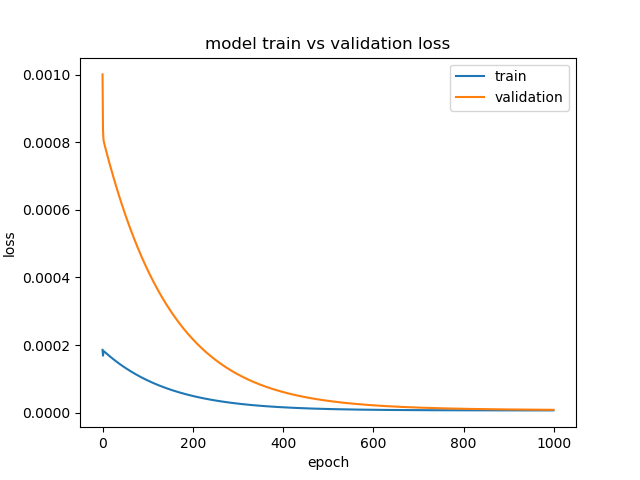 model train vs validation loss
train
validation
0.0010
0.0008
0.0006
0.0004
0.0002
0.0000
loss
0 200 400 600 800 1000
epoch